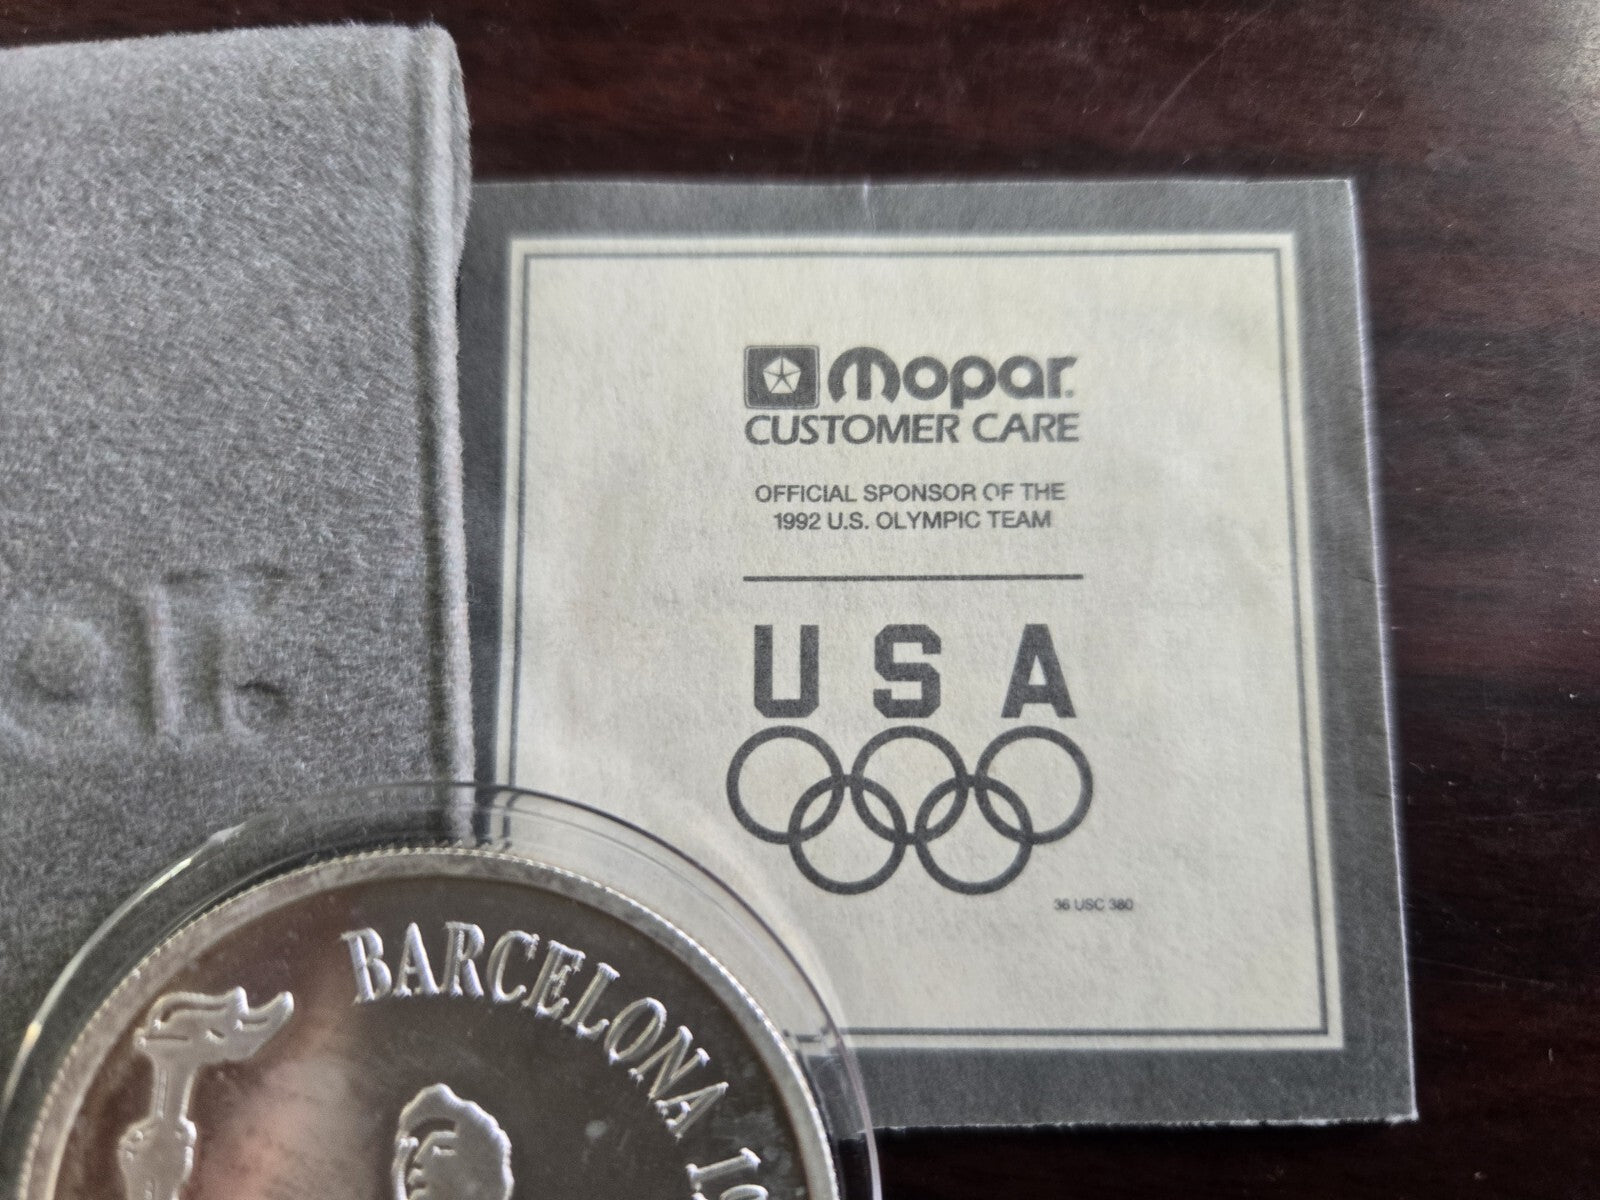 Mopar.
CUSTOMER CARE
OFFICIAL SPONSOR OF THE
1992 U.S. OLYMPIC TEAM
USA
36 USC 380
BARCELONA